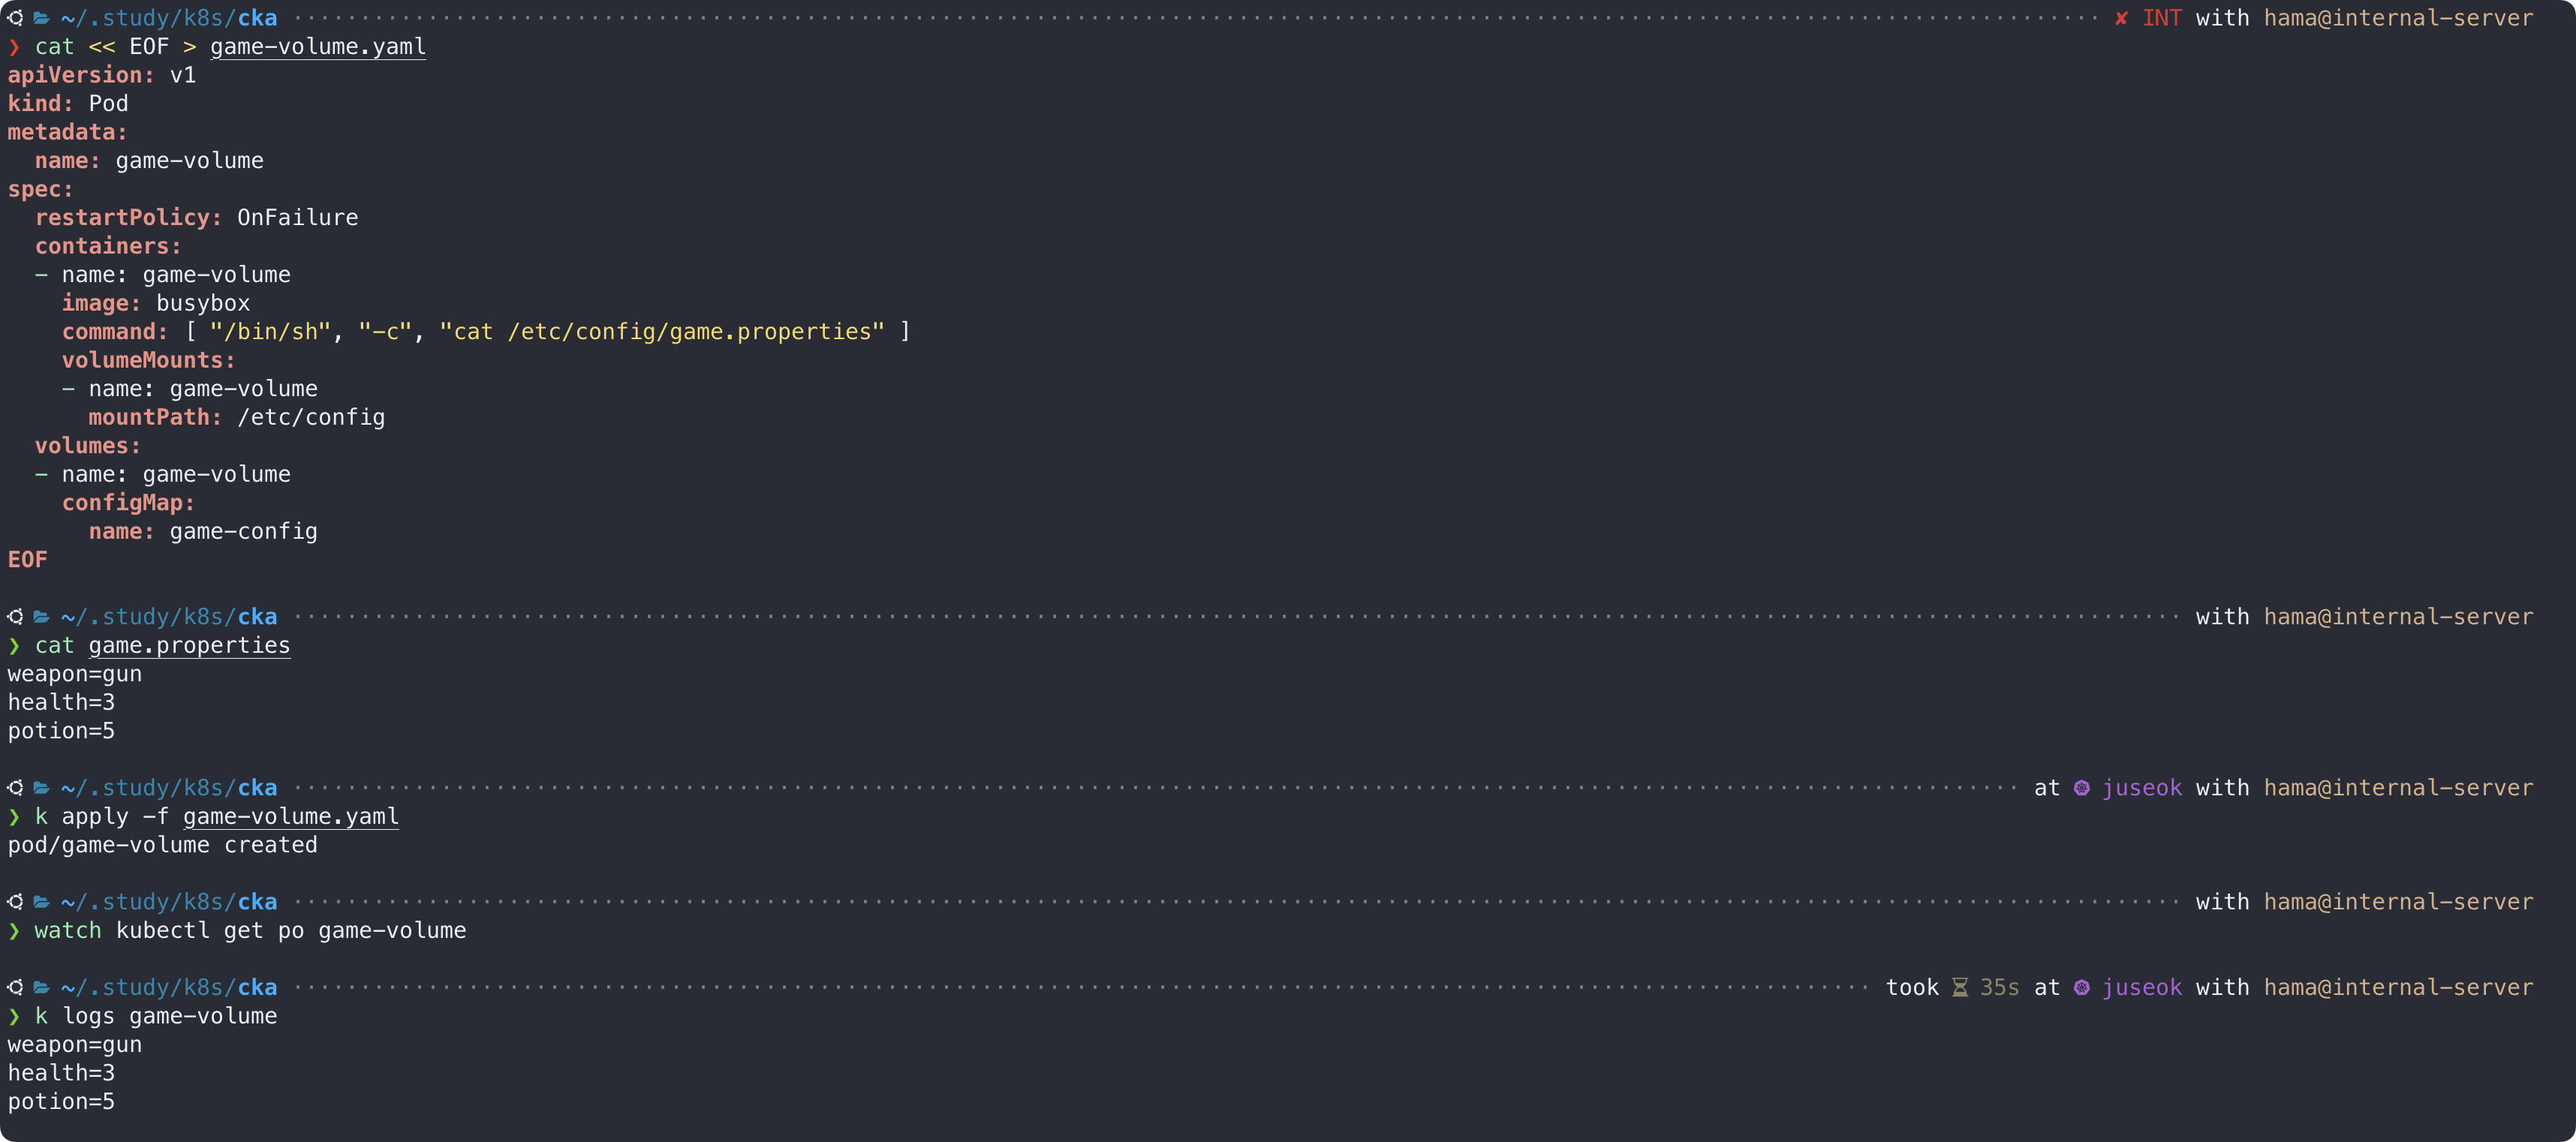 ~/.study/k8s/cka ✘ INT with hama@internal-server
❯ cat << EOF > game-volume.yaml
apiVersion: v1
kind: Pod
metadata:
  name: game-volume
spec:
  restartPolicy: OnFailure
  containers:
  - name: game-volume
    image: busybox
    command: [ "/bin/sh", "-c", "cat /etc/config/game.properties" ]
    volumeMounts:
    - name: game-volume
      mountPath: /etc/config
  volumes:
  - name: game-volume
    configMap:
      name: game-config
EOF
~/.study/k8s/cka with hama@internal-server
❯ cat game.properties
weapon=gun
health=3
potion=5
~/.study/k8s/cka at juseok with hama@internal-server
❯ k apply -f game-volume.yaml
pod/game-volume created
~/.study/k8s/cka with hama@internal-server
❯ watch kubectl get po game-volume
~/.study/k8s/cka took 35s at juseok with hama@internal-server
❯ k logs game-volume
weapon=gun
health=3
potion=5